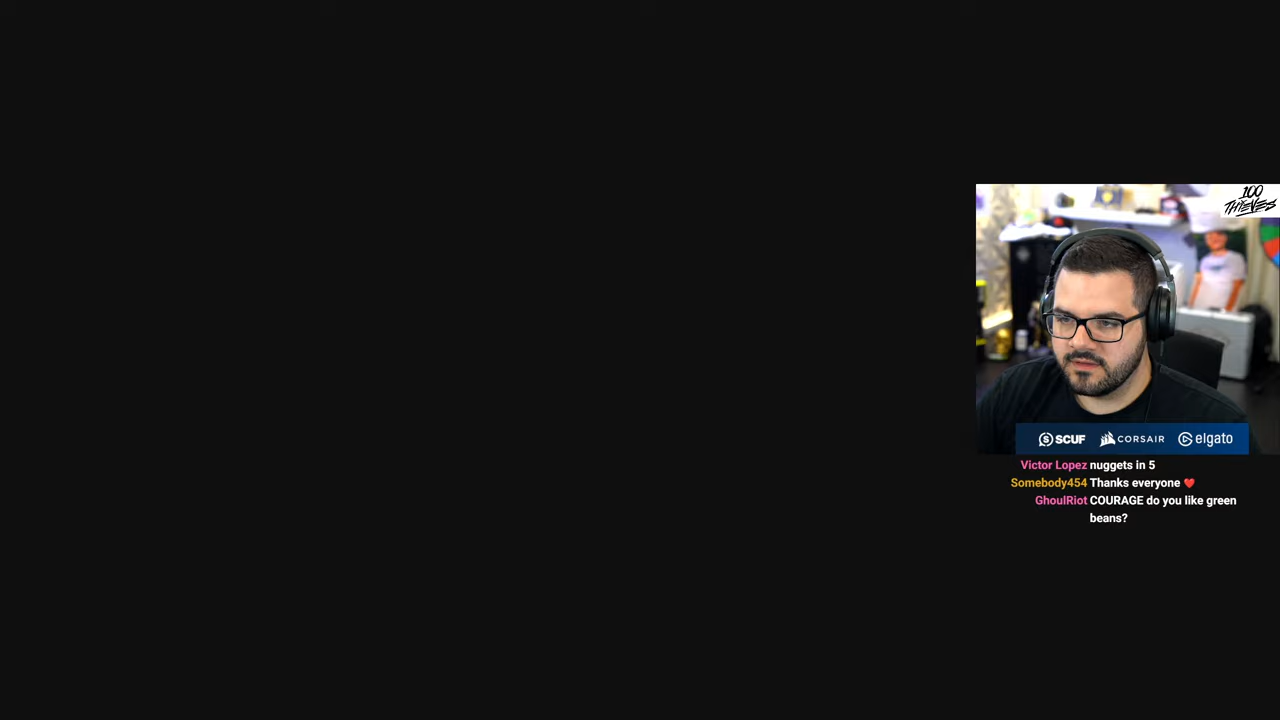 100
THIEVES
SCUF CORSAIR elgato
Victor Lopez nuggets in 5
Somebody454 Thanks everyone ❤️
GhoulRiot COURAGE do you like green
beans?